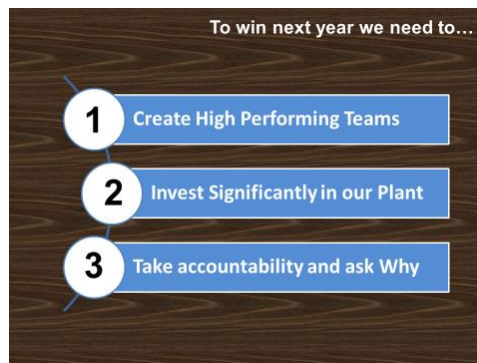 To win next year we need to...
1 Create High Performing Teams
2 Invest Significantly in our Plant
3 Take accountability and ask Why